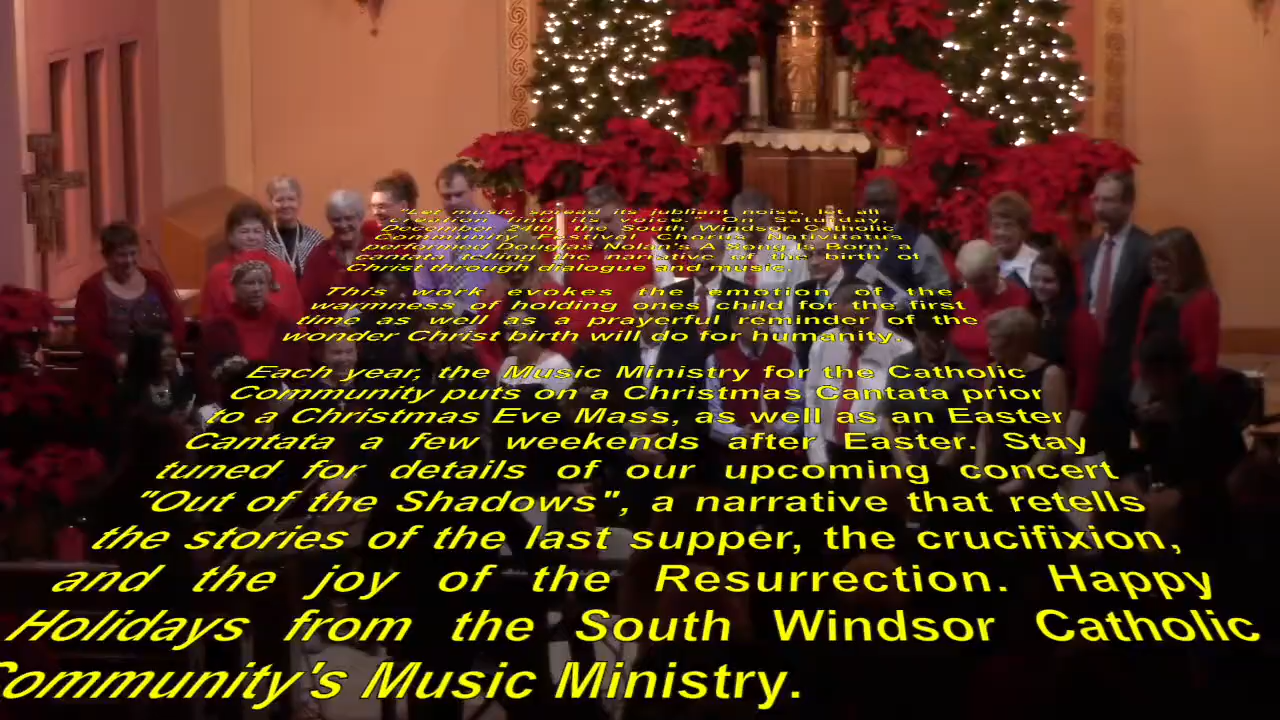 "Let music spread its jubilant noise, let all
creation find its voice." On Saturday,
December 24th, the South Windsor Catholic
Community Festival Chorus Nativitotus
performed Douglas Nolan's A Song Is Born, a
cantata telling the narrative of the birth of
Christ through dialogue and music.
This work evokes the emotion of the
warmness of holding ones child for the first
time as well as a prayerful reminder of the
wonder Christ birth will do for humanity.
Each year, the Music Ministry for the Catholic
Community puts on a Christmas Cantata prior
to a Christmas Eve Mass, as well as an Easter
Cantata a few weekends after Easter. Stay
tuned for details of our upcoming concert
"Out of the Shadows", a narrative that retells
the stories of the last supper, the crucifixion,
and the joy of the Resurrection. Happy
Holidays from the South Windsor Catholic
Community's Music Ministry.